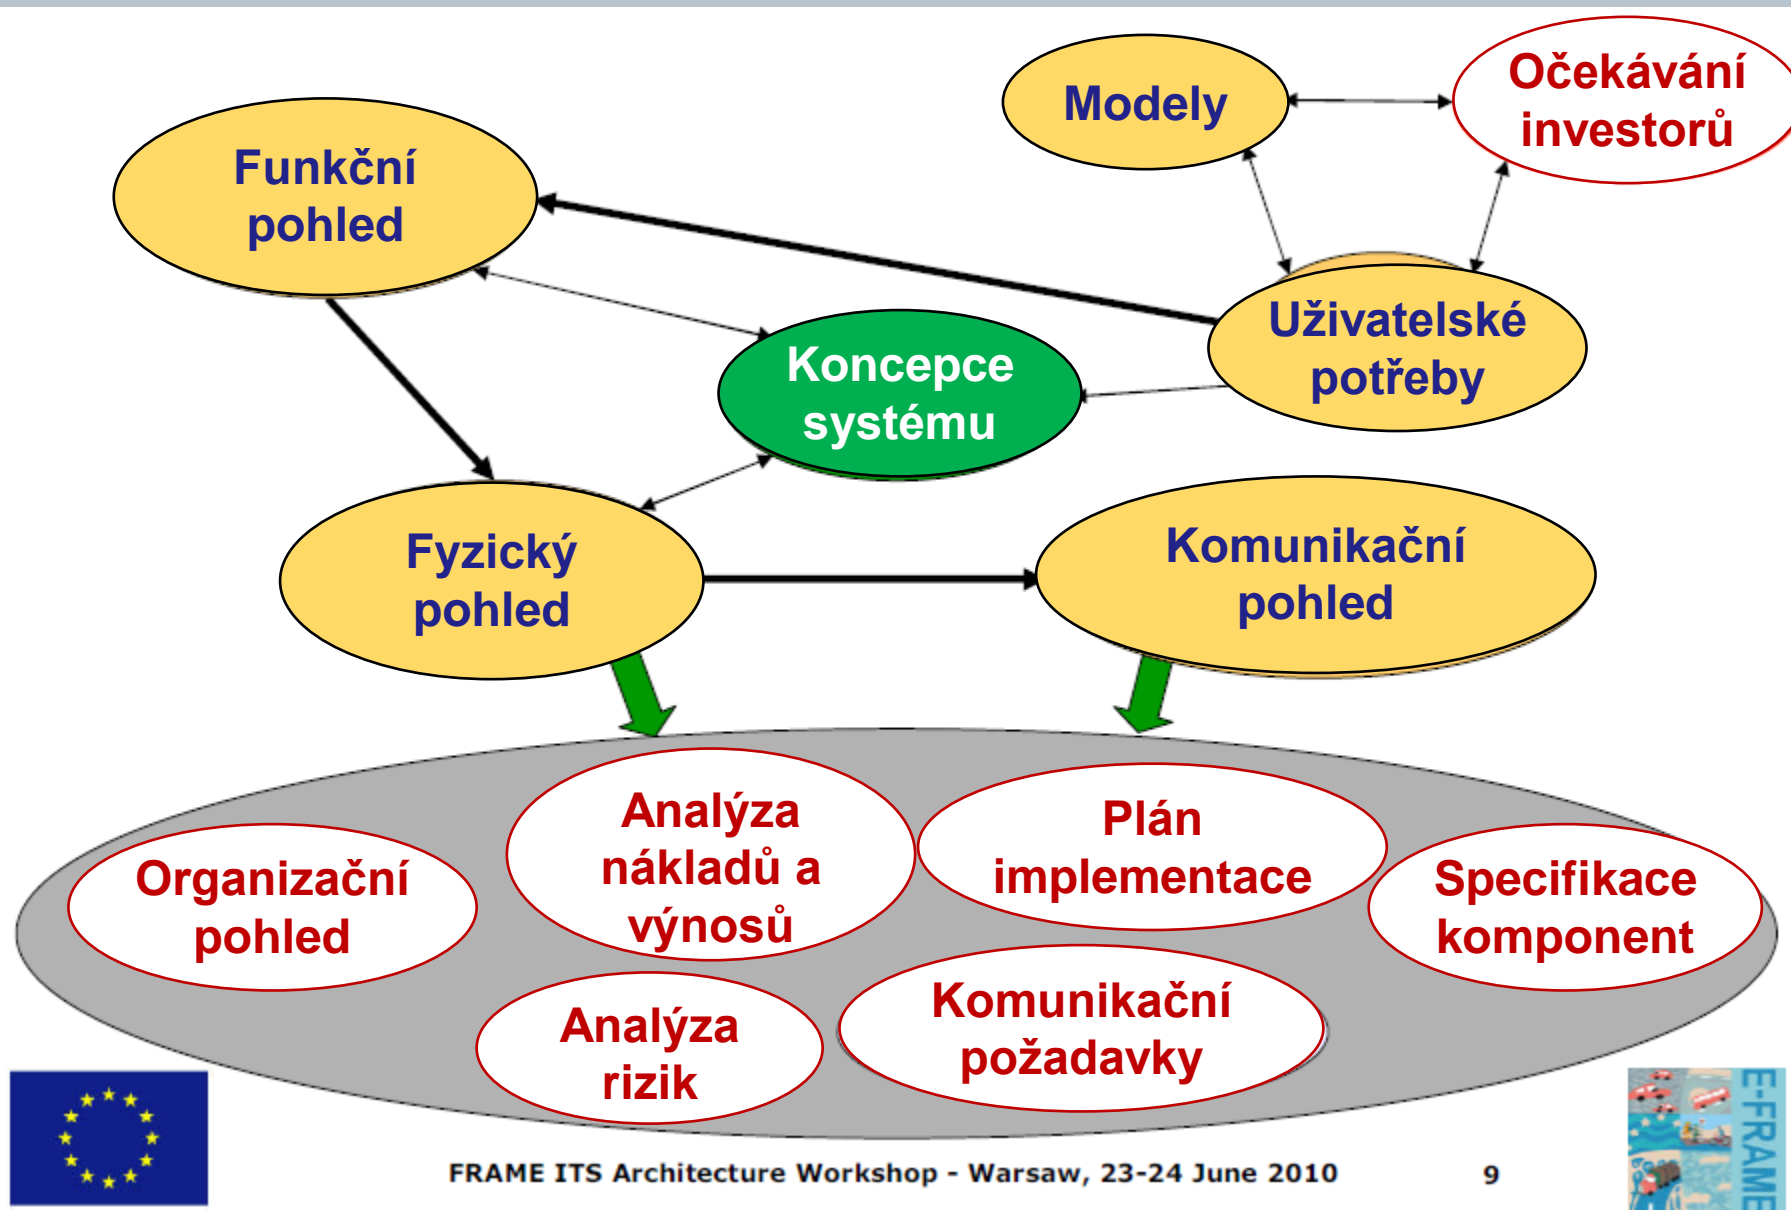 Modely
Očekávání
investorů
Funkční
pohled
Uživatelské
potřeby
Koncepce
systému
Fyzický
pohled
Komunikační
pohled
Analýza
nákladů a
výnosů
Plán
implementace
Organizační
pohled
Specifikace
komponent
Analýza
rizik
Komunikační
požadavky
FRAME ITS Architecture Workshop - Warsaw, 23-24 June 2010
9
E-FRAME